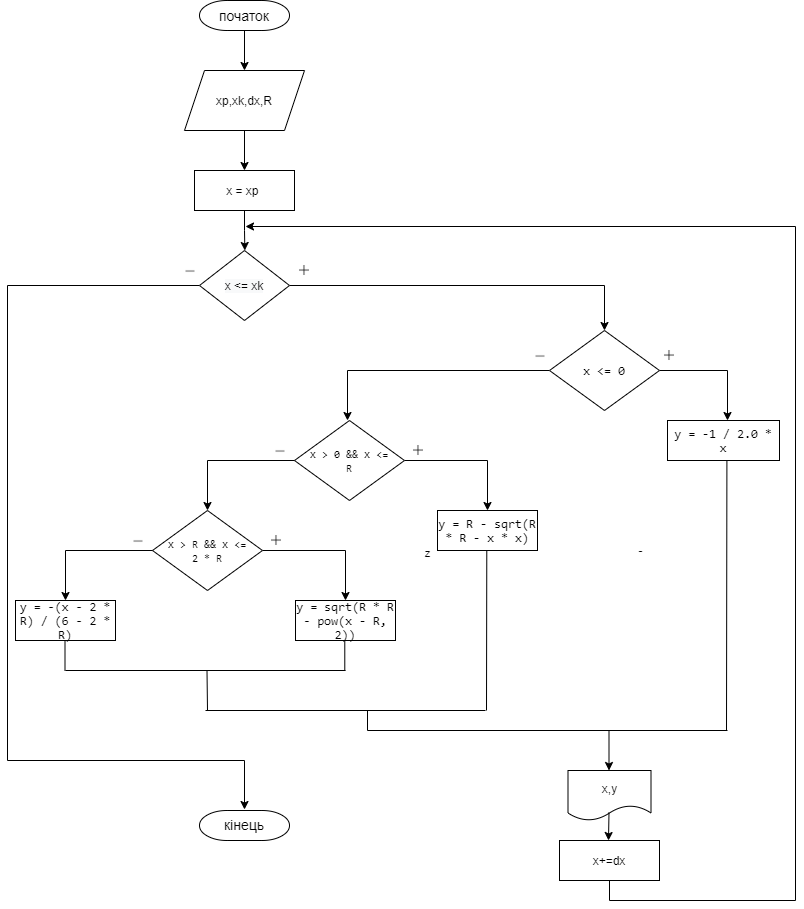 початок
xp,xk,dx,R
x = xp
−
+
x <= xk
−
+
x <= 0
−
+
x > 0 && x <=
R
y = -1 / 2.0 *
x
−
+
x > R && x <=
2 * R
y = R - sqrt(R
* R - x * x)
z
-
y = -(x - 2 *
R) / (6 - 2 *
R)
y = sqrt(R * R
- pow(x - R,
2))
x,y
кінець
x+=dx